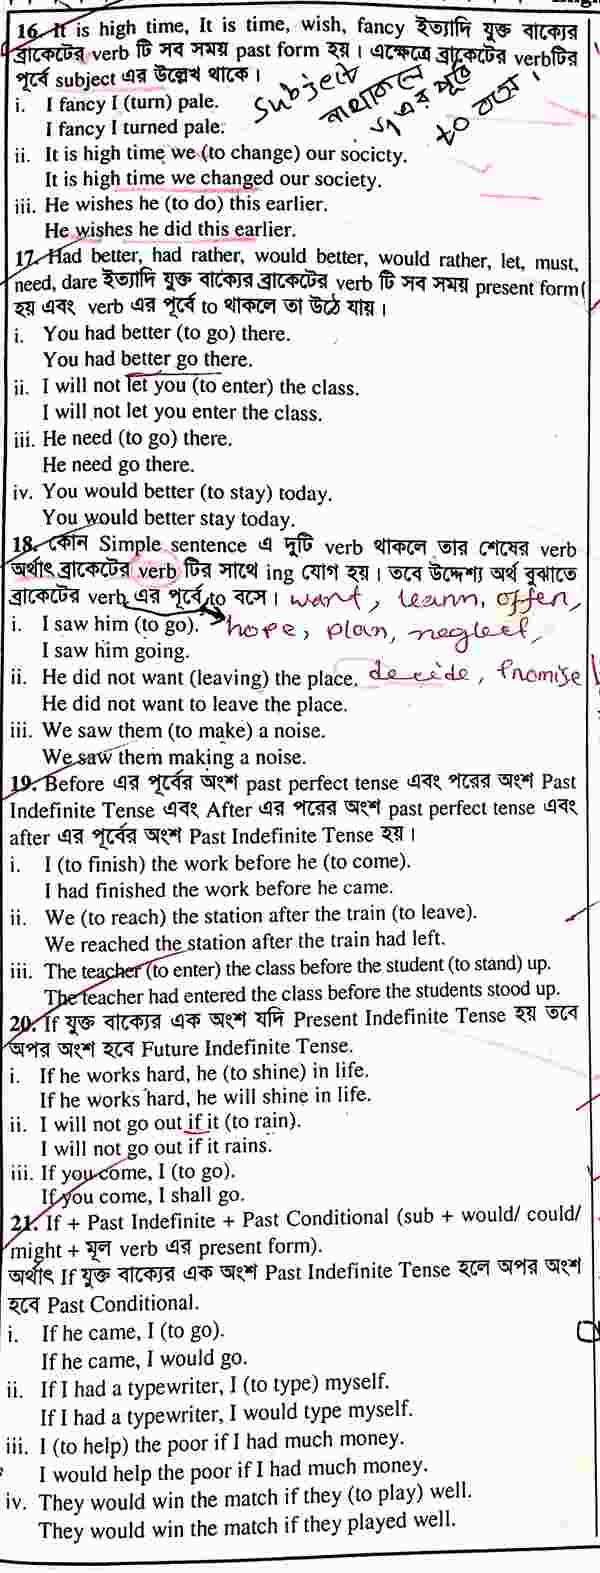 16. It is high time, It is time, wish, fancy ইত্যাদি যুক্ত বাক্যের
ব্রাকেটের verb টি সব সময় past form হয়। এক্ষেত্রে ব্রাকেটের verbটির
পূর্বে subject এর উল্লেখ থাকে।
Subject
না থাকলে
এর পূর্বে
to বসে।
i. I fancy I (turn) pale.
I fancy I turned pale.
ii. It is high time we (to change) our socicty.
It is high time we changed our society.
iii. He wishes he (to do) this earlier.
He wishes he did this earlier.
17. Had better, had rather, would better, would rather, let, must,
need, dare ইত্যাদি যুক্ত বাক্যের ব্রাকেটের verb টি সব সময় present form
হয় এবং verb এর পূর্বে to থাকলে তা উঠে যায়।
i. You had better (to go) there.
You had better go there.
ii. I will not let you (to enter) the class.
I will not let you enter the class.
iii. He need (to go) there.
He need go there.
iv. You would better (to stay) today.
You would better stay today.
18. কোন Simple sentence এ দুটি verb থাকলে তার শেষের verb
অর্থাৎ ব্রাকেটের verb টির সাথে ing যোগ হয়। তবে উদ্দেশ্য অর্থ বুঝাতে
ব্রাকেটের verb এর পূর্বে to বসে। want, learn, offer,
i. I saw him (to go). hope, plan, neglect,
I saw him going.
ii. He did not want (leaving) the place. decide, Promise
He did not want to leave the place.
iii. We saw them (to make) a noise.
We saw them making a noise.
19. Before এর পূর্বের অংশ past perfect tense এবং পরের অংশ Past
Indefinite Tense এবং After এর পরের অংশ past perfect tense এবং
after এর পূর্বের অংশ Past Indefinite Tense হয়।
i. I (to finish) the work before he (to come).
I had finished the work before he came.
ii. We (to reach) the station after the train (to leave).
We reached the station after the train had left.
iii. The teacher (to enter) the class before the student (to stand) up.
The teacher had entered the class before the students stood up.
20. If যুক্ত বাক্যের এক অংশ যদি Present Indefinite Tense হয় তবে
অপর অংশ হবে Future Indefinite Tense.
i. If he works hard, he (to shine) in life.
If he works hard, he will shine in life.
ii. I will not go out if it (to rain).
I will not go out if it rains.
iii. If you come, I (to go).
If you come, I shall go.
21. If + Past Indefinite + Past Conditional (sub + would/ could/
might + মূল verb এর present form).
অর্থাৎ If যুক্ত বাক্যের এক অংশ Past Indefinite Tense হলে অপর অংশ
হবে Past Conditional.
i. If he came, I (to go).
If he came, I would go.
ii. If I had a typewriter, I (to type) myself.
If I had a typewriter, I would type myself.
iii. I (to help) the poor if I had much money.
I would help the poor if I had much money.
iv. They would win the match if they (to play) well.
They would win the match if they played well.